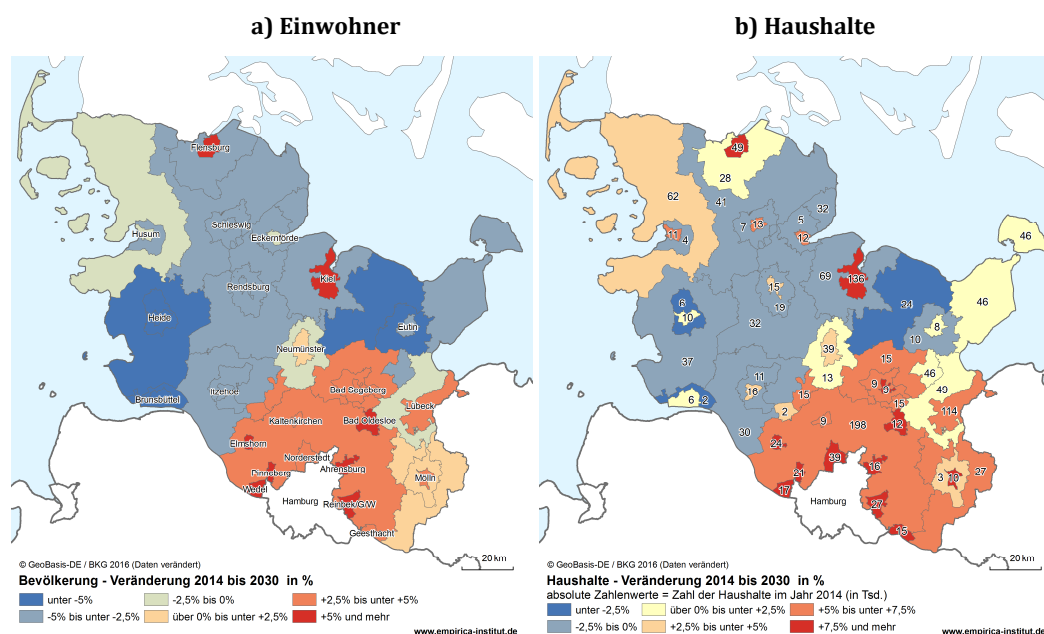 a) Einwohner
b) Haushalte
Flensburg
Schleswig
Husum
Eckernförde
Kiel
Rendsburg
Heide
Eutin
Neumünster
Itzehoe
Bad Segeberg
Brunsbüttel
Lübeck
Kaltenkirchen
Bad Oldesloe
Elmshorn
Norderstedt
Ahrensburg
Pinneberg
Mölln
Wedel
Hamburg
Reinbek/G/W
Geesthacht
20 km
© GeoBasis-DE / BKG 2016 (Daten verändert)
Bevölkerung - Veränderung 2014 bis 2030 in %
unter -5%
-2,5% bis 0%
+2,5% bis unter +5%
-5% bis unter -2,5%
über 0% bis unter +2,5%
+5% und mehr
www.empirica-institut.de
49
28
62
41
32
5
7
13
11
4
12
46
69
136
15
19
24
46
6
10
32
8
10
39
37
15
46
11
13
9
40
16
6
2
15
9
15
114
2
9
198
12
30
24
39
16
21
3
10
27
17
27
Hamburg
15
20 km
© GeoBasis-DE / BKG 2016 (Daten verändert)
Haushalte - Veränderung 2014 bis 2030 in %
absolute Zahlenwerte = Zahl der Haushalte im Jahr 2014 (in Tsd.)
unter -2,5%
über 0% bis unter +2,5%
+5% bis unter +7,5%
-2,5% bis 0%
+2,5% bis unter +5%
+7,5% und mehr
www.empirica-institut.de